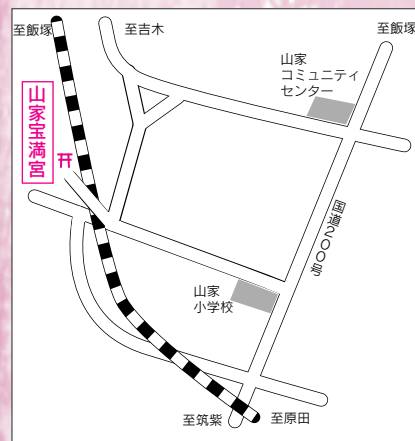 至飯塚
至吉木
至飯塚
山家
コミュニティ
センター
山家宝満宮
国道200号
山家
小学校
至筑紫
至原田